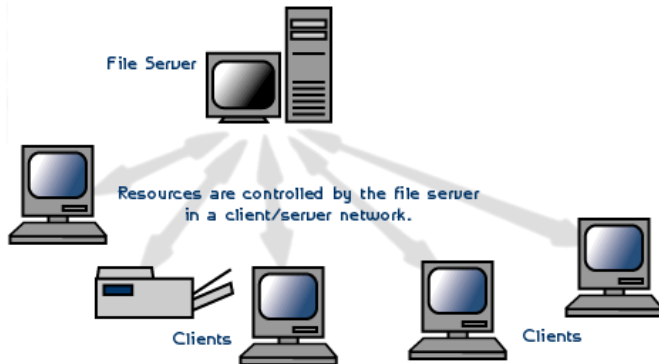 File Server
Resources are controlled by the file server
in a client/server network.
Clients
Clients